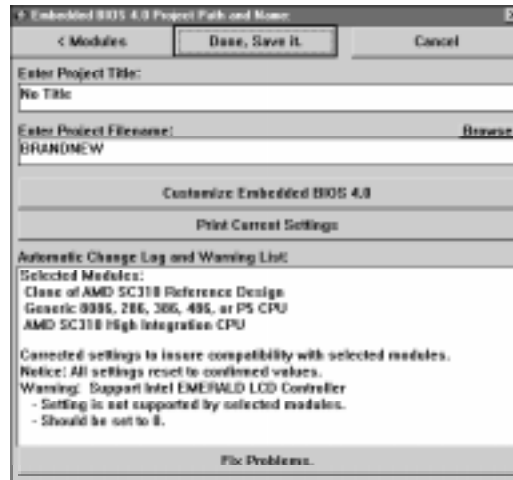 Embedded BIOS 4.0 Project Path and Name:
< Modules
Done, Save it.
Cancel
Enter Project Title:
No Title
Enter Project Filename:
Browse
BRANDNEW
Customize Embedded BIOS 4.0
Print Current Settings
Automatic Change Log and Warning List:
Selected Modules:
Clone of AMD SC310 Reference Design
Generic 8086, 286, 386, 486, or P5 CPU
AMD SC310 High Integration CPU
Corrected settings to insure compatibility with selected modules.
Notice: All settings reset to confirmed values.
Warning: Support Intel EMERALD LCD Controller
- Setting is not supported by selected modules.
- Should be set to 0.
Fix Problems.